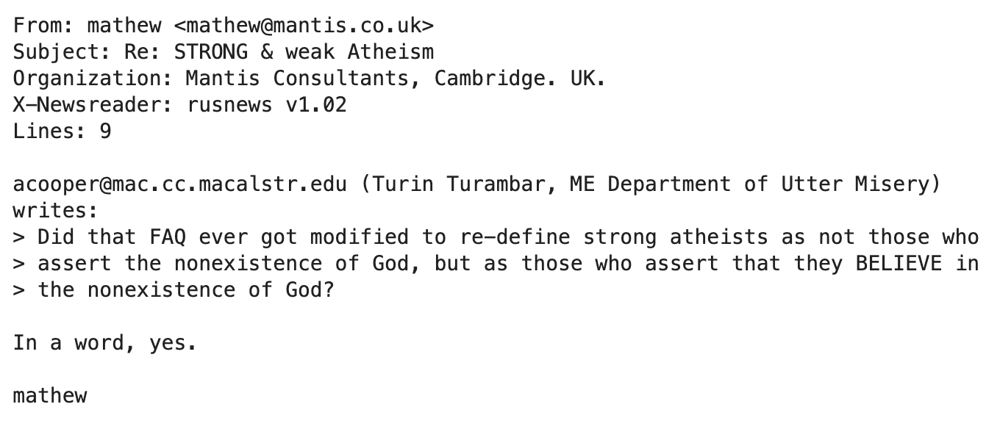 From: mathew <mathew@mantis.co.uk>
Subject: Re: STRONG & weak Atheism
Organization: Mantis Consultants, Cambridge. UK.
X-Newsreader: rusnews v1.02
Lines: 9

acooper@mac.cc.macalstr.edu (Turin Turambar, ME Department of Utter Misery)
writes:
> Did that FAQ ever got modified to re-define strong atheists as not those who
> assert the nonexistence of God, but as those who assert that they BELIEVE in
> the nonexistence of God?

In a word, yes.

mathew